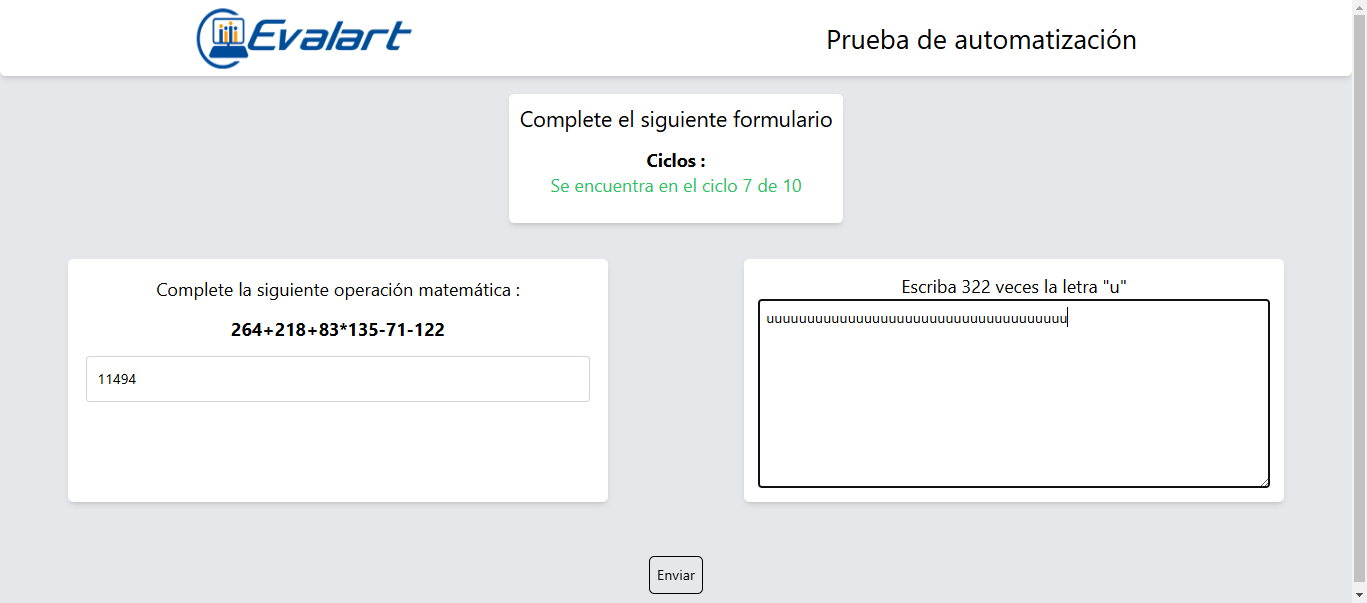 Evalart
Prueba de automatización
Complete el siguiente formulario
Ciclos :
Se encuentra en el ciclo 7 de 10
Complete la siguiente operación matemática :
264+218+83*135-71-122
11494
Escriba 322 veces la letra "u"
uuuuuuuuuuuuuuuuuuuuuuuuuuuuuuuuuuuuu
Enviar